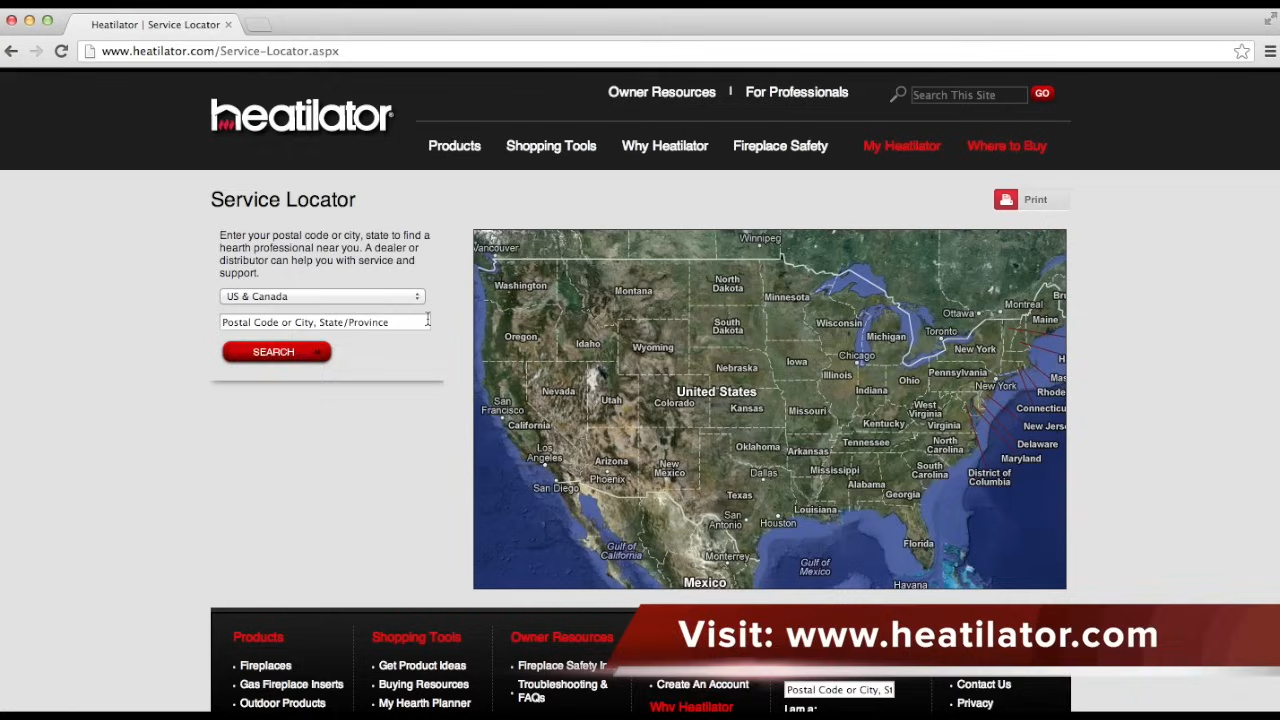 Heatilator | Service Locator
www.heatilator.com/Service-Locator.aspx
Owner Resources | For Professionals
Search This Site GO
heatilator
Products Shopping Tools Why Heatilator Fireplace Safety My Heatilator Where to Buy
Service Locator
Print
Enter your postal code or city, state to find a
hearth professional near you. A dealer or
distributor can help you with service and
support.
US & Canada
Postal Code or City, State/Province
SEARCH
Vancouver
Winnipeg
Washington
Montana
North
Dakota
Minnesota
Ottawa
Montreal
Maine
Oregon
Idaho
Wyoming
South
Dakota
Wisconsin
Michigan
Toronto
New York
Iowa
Chicago
Nebraska
Illinois
Indiana
Ohio
Pennsylvania
New York
Nevada
Utah
Colorado
United States
Kansas
Missouri
West
Virginia
Virginia
Kentucky
Connecticut
Delaware
Maryland
District of
Columbia
San
Francisco
California
Los
Angeles
San Diego
Arizona
Phoenix
New
Mexico
Oklahoma
Arkansas
Tennessee
North
Carolina
South
Carolina
Mississippi
Alabama
Georgia
Dallas
Texas
Louisiana
San
Antonio
Houston
Florida
Gulf of
California
Monterrey
Gulf of
Mexico
Mexico
Havana
Visit: www.heatilator.com
Products
Fireplaces
Gas Fireplace Inserts
Outdoor Products
Shopping Tools
Get Product Ideas
Buying Resources
My Hearth Planner
Owner Resources
Fireplace Safety
Troubleshooting &
FAQs
Create An Account
Why Heatilator
Postal Code or City, St
I am a:
Contact Us
Privacy